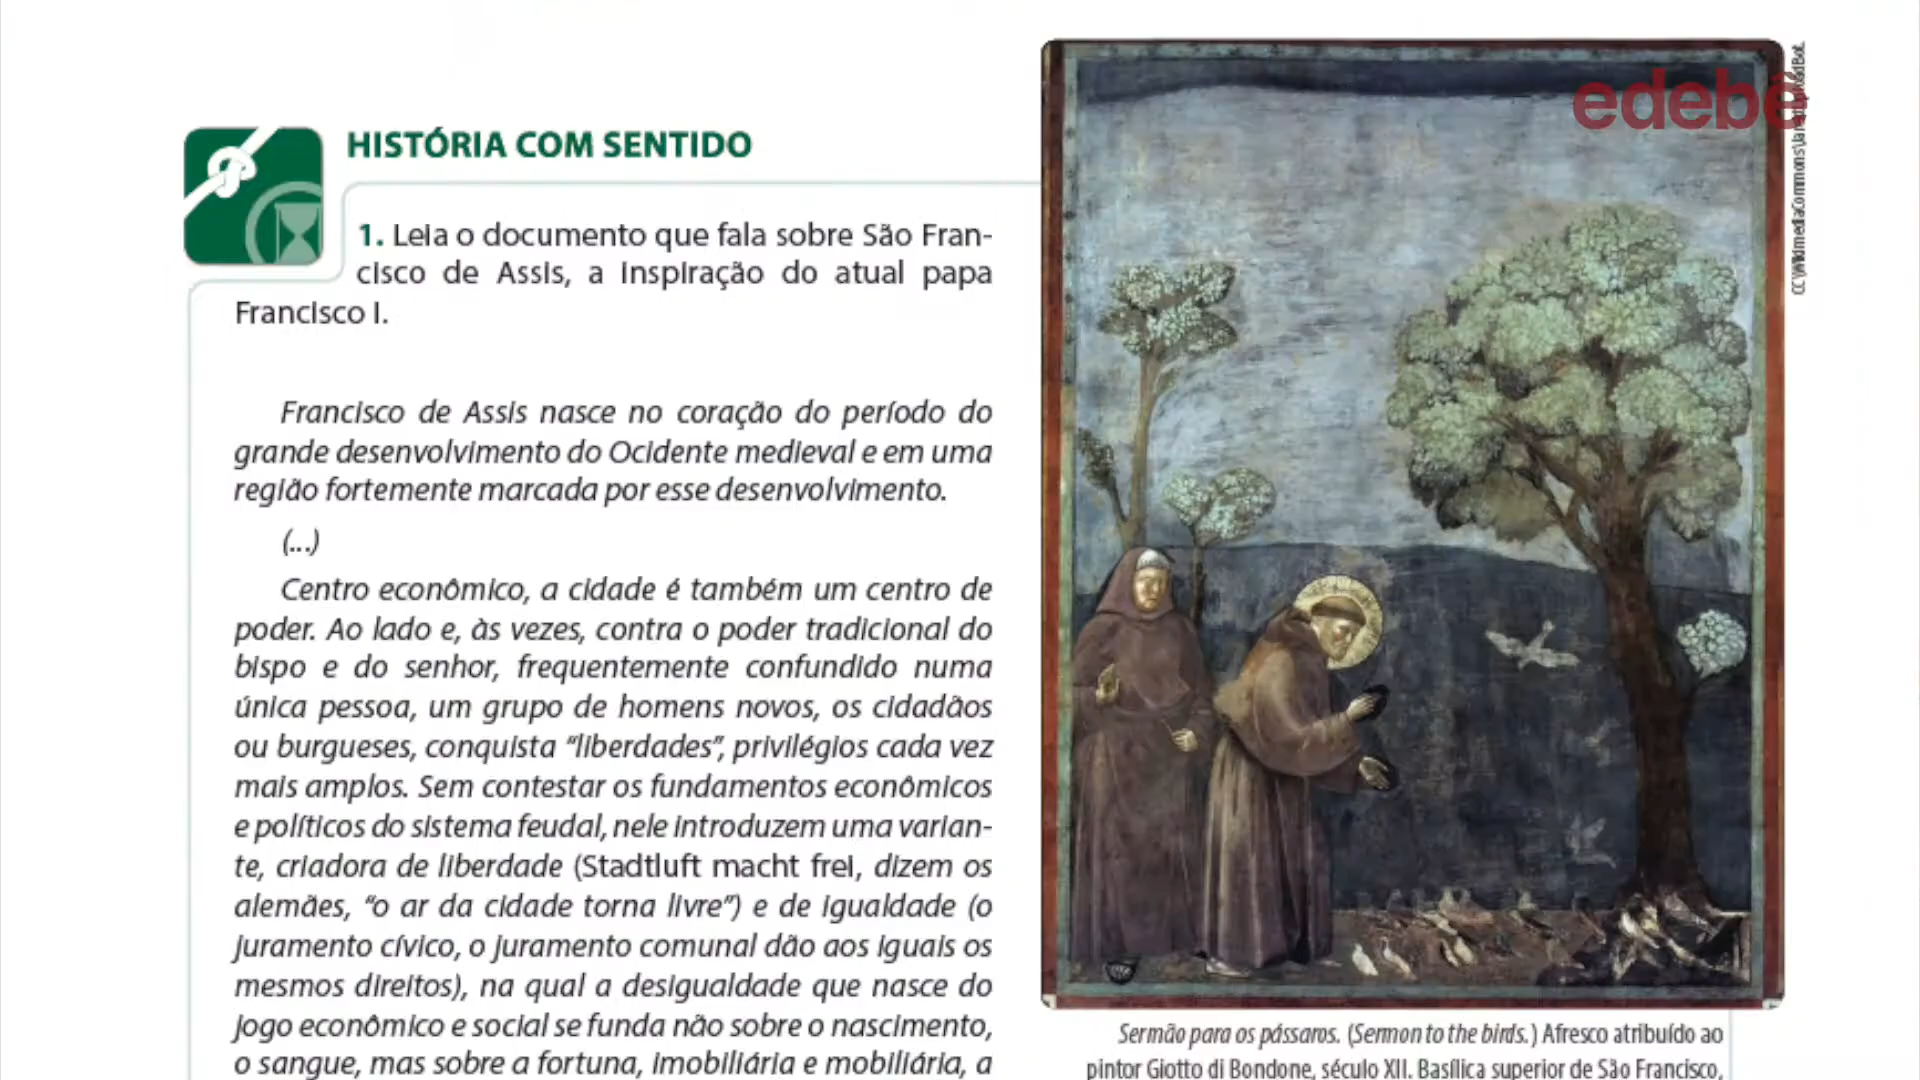 HISTÓRIA COM SENTIDO
1. Leia o documento que fala sobre São Fran-
cisco de Assis, a inspiração do atual papa
Francisco I.
Francisco de Assis nasce no coração do período do
grande desenvolvimento do Ocidente medieval e em uma
região fortemente marcada por esse desenvolvimento.
(...)
Centro econômico, a cidade é também um centro de
poder. Ao lado e, às vezes, contra o poder tradicional do
bispo e do senhor, frequentemente confundido numa
única pessoa, um grupo de homens novos, os cidadãos
ou burgueses, conquista “liberdades”, privilégios cada vez
mais amplos. Sem contestar os fundamentos econômicos
e políticos do sistema feudal, nele introduzem uma varian-
te, criadora de liberdade (Stadtluft macht frei, dizem os
alemães, “o ar da cidade torna livre”) e de igualdade (o
juramento cívico, o juramento comunal dão aos iguais os
mesmos direitos), na qual a desigualdade que nasce do
jogo econômico e social se funda não sobre o nascimento,
o sangue, mas sobre a fortuna, imobiliária e mobiliária, a
edebê
Sermão para os pássaros. (Sermon to the birds.) Afresco atribuído ao
pintor Giotto di Bondone, século XII. Basílica superior de São Francisco,
CC\WikimediaCommons\